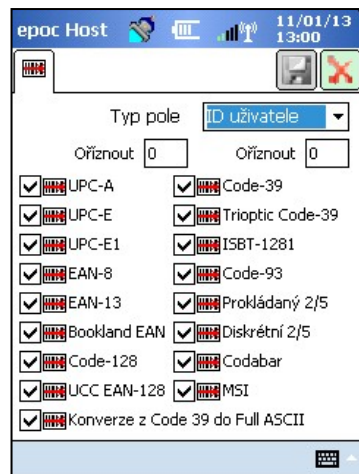 epoc Host 11/01/13
13:00
Typ pole ID uživatele
Oříznout 0 Oříznout 0
UPC-A Code-39
UPC-E Trioptic Code-39
UPC-E1 ISBT-1281
EAN-8 Code-93
EAN-13 Prokládaný 2/5
Bookland EAN Diskrétní 2/5
Code-128 Codabar
UCC EAN-128 MSI
Konverze z Code 39 do Full ASCII